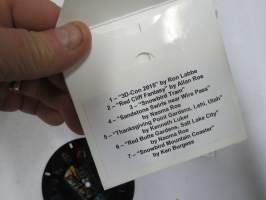 1 – "3D-Con 2015" by Ron Labbe
2 – "Red Cliff Fantasy" by Allan Roe
3 – "Snowbird Tram"
4 – "Sandstone Swirls near Wire Pass"
by Naoma Roe
5 – "Thanksgiving Point Gardens, Lehi, Utah"
by Kenneth Luker
6 – "Red Butte Gardens, Salt Lake City"
by Naoma Roe
7 – "Snowbird Mountain Coaster"
by Ken Burgess